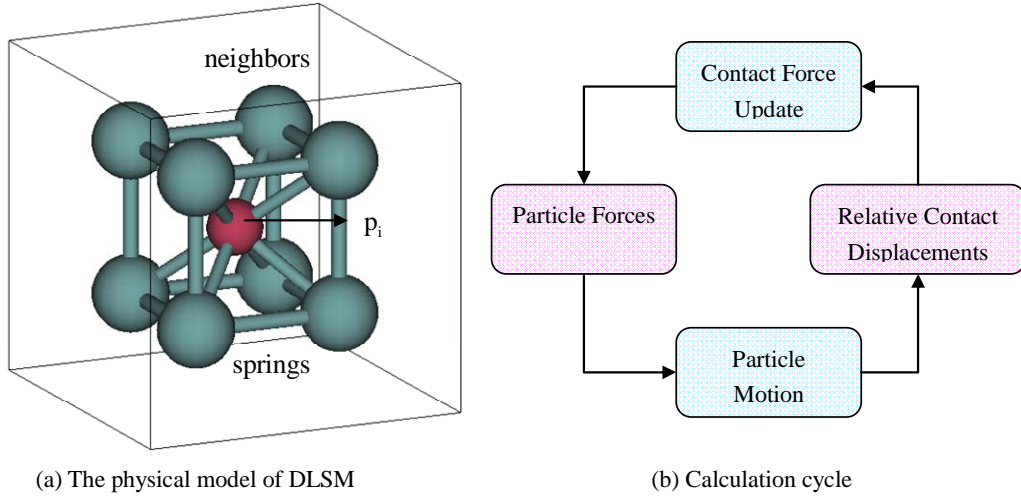 neighbors
p_i
springs
(a) The physical model of DLSM
Contact Force
Update
Particle Forces
Relative Contact
Displacements
Particle
Motion
(b) Calculation cycle